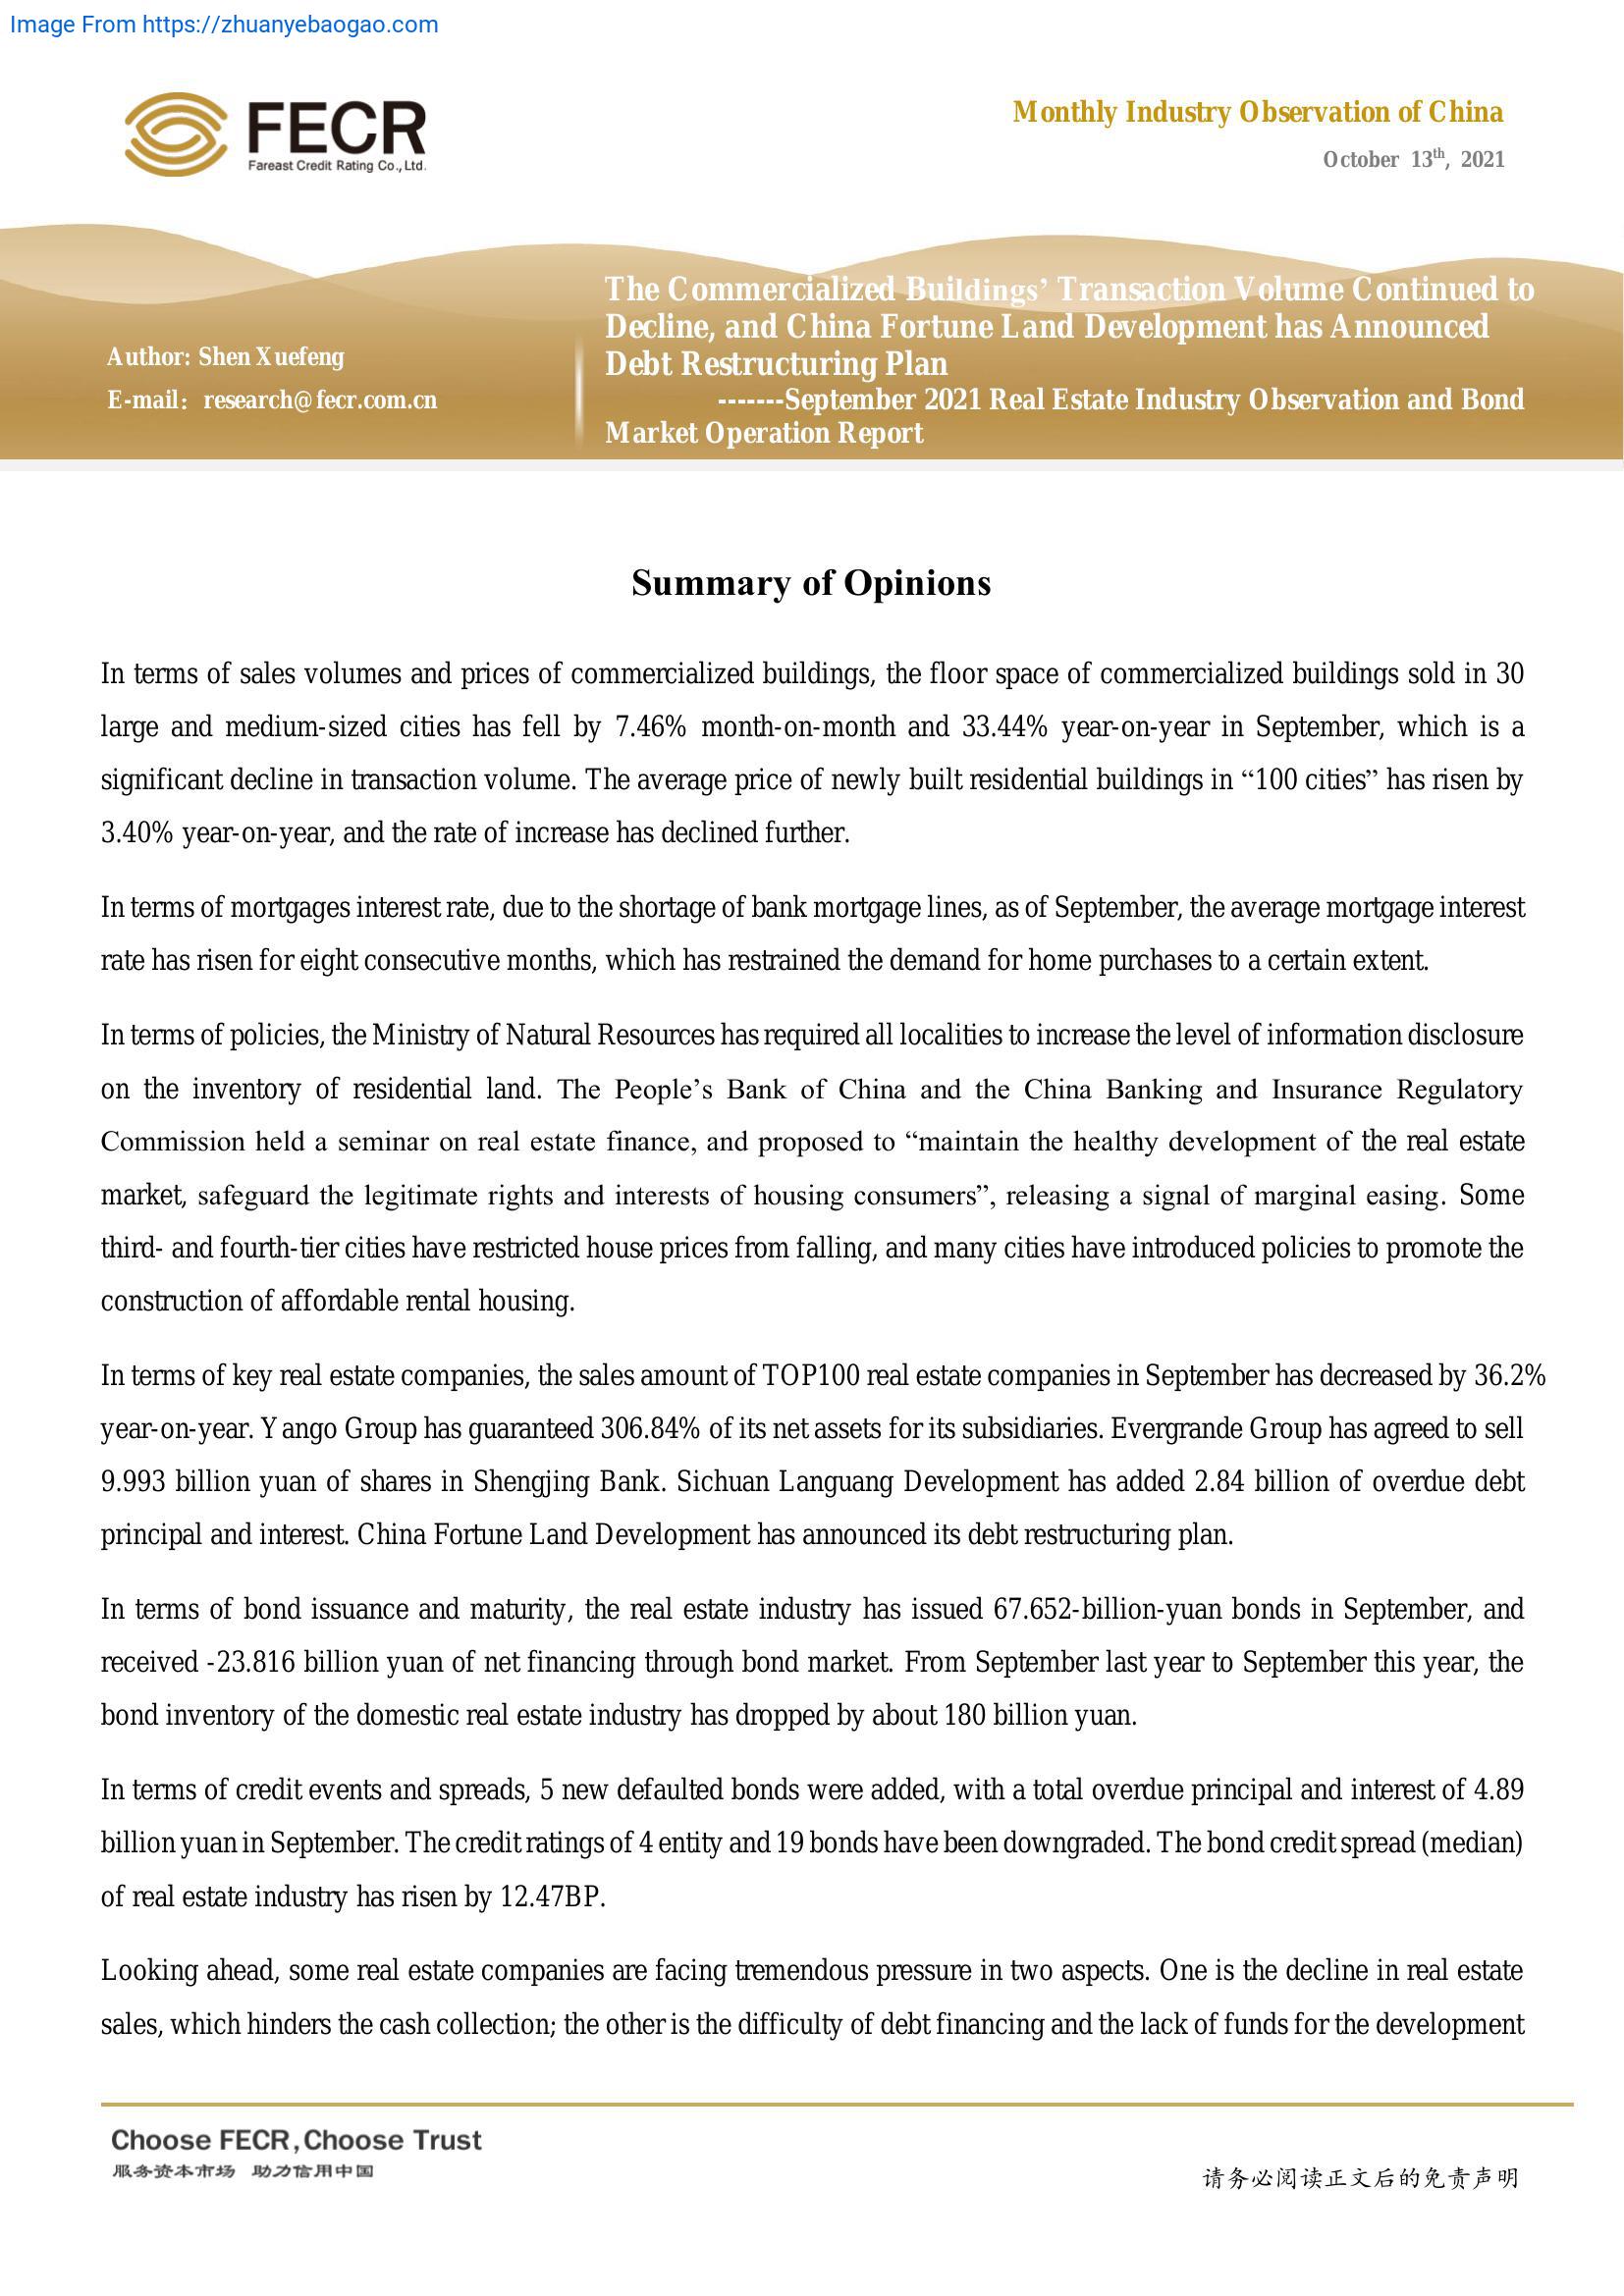 Image From https://zhuanyebaogao.com
FECR
Fareast Credit Rating Co., Ltd.
Monthly Industry Observation of China
October 13th, 2021
The Commercialized Buildings’ Transaction Volume Continued to
Decline, and China Fortune Land Development has Announced
Debt Restructuring Plan
-------September 2021 Real Estate Industry Observation and Bond
Market Operation Report
Author: Shen Xuefeng
E-mail: research@fecr.com.cn
Summary of Opinions
In terms of sales volumes and prices of commercialized buildings, the floor space of commercialized buildings sold in 30
large and medium-sized cities has fell by 7.46% month-on-month and 33.44% year-on-year in September, which is a
significant decline in transaction volume. The average price of newly built residential buildings in “100 cities” has risen by
3.40% year-on-year, and the rate of increase has declined further.
In terms of mortgages interest rate, due to the shortage of bank mortgage lines, as of September, the average mortgage interest
rate has risen for eight consecutive months, which has restrained the demand for home purchases to a certain extent.
In terms of policies, the Ministry of Natural Resources has required all localities to increase the level of information disclosure
on the inventory of residential land. The People’s Bank of China and the China Banking and Insurance Regulatory
Commission held a seminar on real estate finance, and proposed to “maintain the healthy development of the real estate
market, safeguard the legitimate rights and interests of housing consumers”, releasing a signal of marginal easing. Some
third- and fourth-tier cities have restricted house prices from falling, and many cities have introduced policies to promote the
construction of affordable rental housing.
In terms of key real estate companies, the sales amount of TOP100 real estate companies in September has decreased by 36.2%
year-on-year. Yango Group has guaranteed 306.84% of its net assets for its subsidiaries. Evergrande Group has agreed to sell
9.993 billion yuan of shares in Shengjing Bank. Sichuan Languang Development has added 2.84 billion of overdue debt
principal and interest. China Fortune Land Development has announced its debt restructuring plan.
In terms of bond issuance and maturity, the real estate industry has issued 67.652-billion-yuan bonds in September, and
received -23.816 billion yuan of net financing through bond market. From September last year to September this year, the
bond inventory of the domestic real estate industry has dropped by about 180 billion yuan.
In terms of credit events and spreads, 5 new defaulted bonds were added, with a total overdue principal and interest of 4.89
billion yuan in September. The credit ratings of 4 entity and 19 bonds have been downgraded. The bond credit spread (median)
of real estate industry has risen by 12.47BP.
Looking ahead, some real estate companies are facing tremendous pressure in two aspects. One is the decline in real estate
sales, which hinders the cash collection; the other is the difficulty of debt financing and the lack of funds for the development
Choose FECR, Choose Trust
服务资本市场 助力信用中国
请务必阅读正文后的免责声明